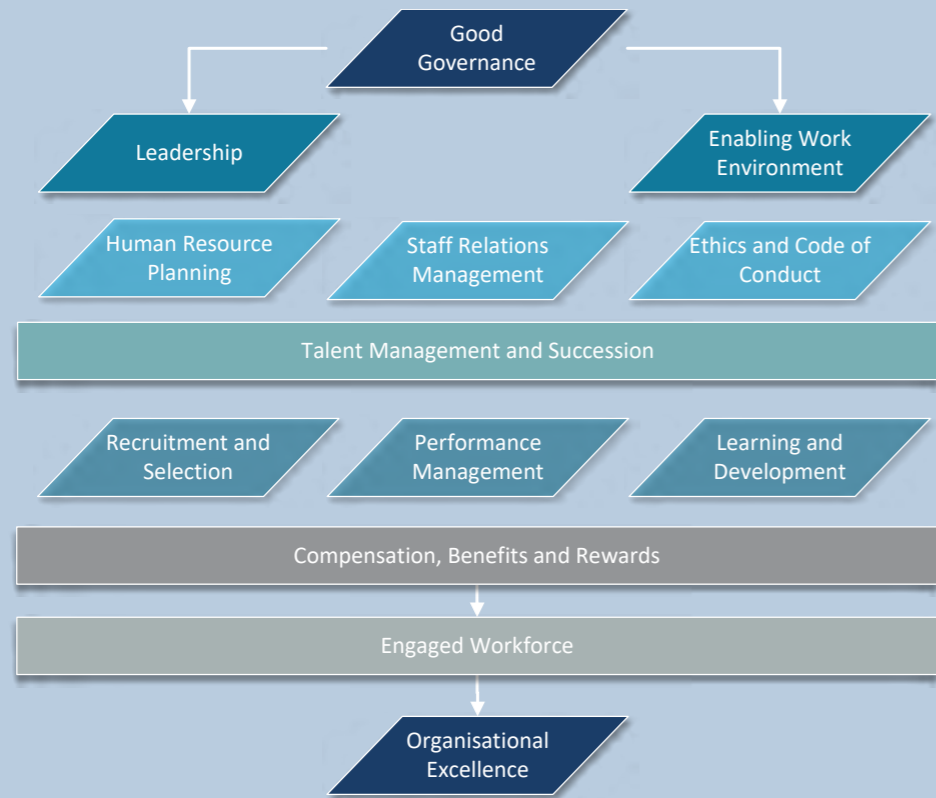 Good
Governance
Leadership
Enabling Work
Environment
Human Resource
Planning
Staff Relations
Management
Ethics and Code of
Conduct
Talent Management and Succession
Recruitment and
Selection
Performance
Management
Learning and
Development
Compensation, Benefits and Rewards
Engaged Workforce
Organisational
Excellence